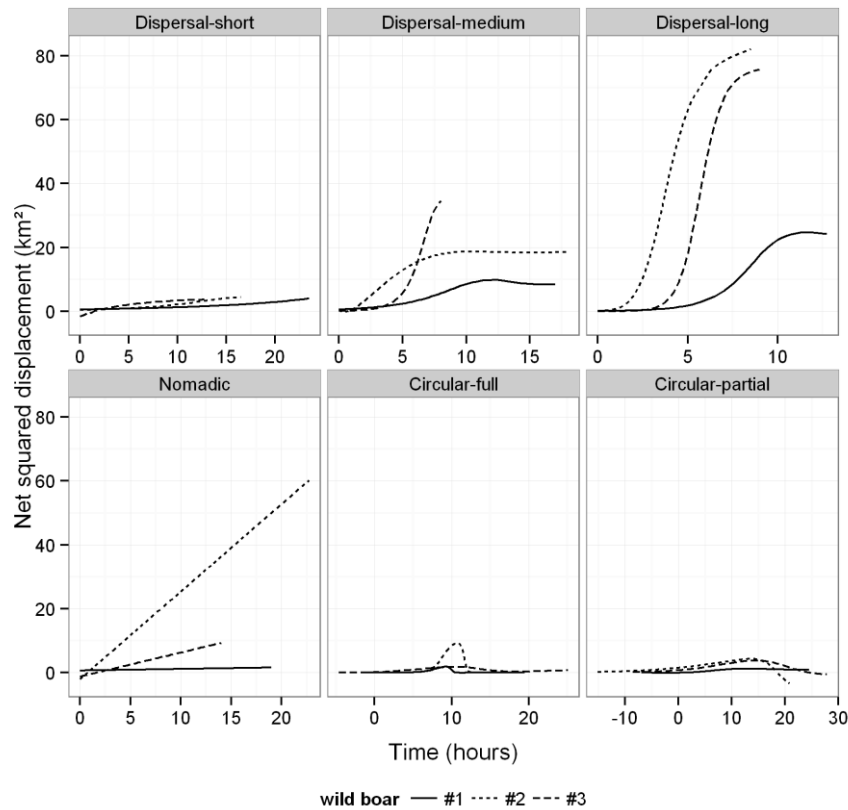 Dispersal-short Dispersal-medium Dispersal-long
80
60
40
20
0
0 5 10 15 20 0 5 10 15 0 5 10
Nomadic Circular-full Circular-partial
80
60
40
20
0
0 5 10 15 20 0 10 20 -10 0 10 20 30
Net squared displacement (km²)
Time (hours)
wild boar #1 #2 #3